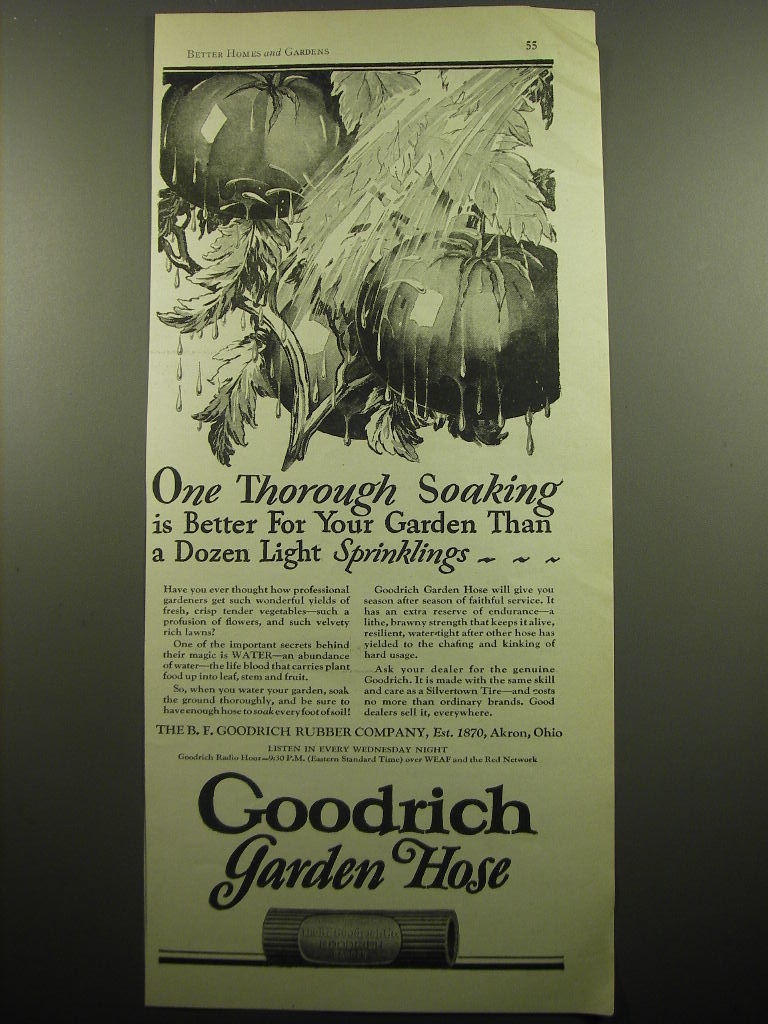 BETTER HOMES and GARDENS
55
One Thorough Soaking
is Better For Your Garden Than
a Dozen Light Sprinklings ~ ~ ~
Have you ever thought how professional
gardeners get such wonderful yields of
fresh, crisp tender vegetables—such a
profusion of flowers, and such velvety
rich lawns?
One of the important secrets behind
their magic is WATER—an abundance
of water—the life blood that carries plant
food up into leaf, stem and fruit.
So, when you water your garden, soak
the ground thoroughly, and be sure to
have enough hose to soak every foot of soil!
Goodrich Garden Hose will give you
season after season of faithful service. It
has an extra reserve of endurance—a
lithe, brawny strength that keeps it alive,
resilient, watertight after other hose has
yielded to the chafing and kinking of
hard usage.
Ask your dealer for the genuine
Goodrich. It is made with the same skill
and care as a Silvertown Tire—and costs
no more than ordinary brands. Good
dealers sell it, everywhere.
THE B. F. GOODRICH RUBBER COMPANY, Est. 1870, Akron, Ohio
LISTEN IN EVERY WEDNESDAY NIGHT
Goodrich Radio Hour—9:30 P.M. (Eastern Standard Time) over WEAF and the Red Network
Goodrich
Garden Hose
The B.F. Goodrich Co.
GOODRICH